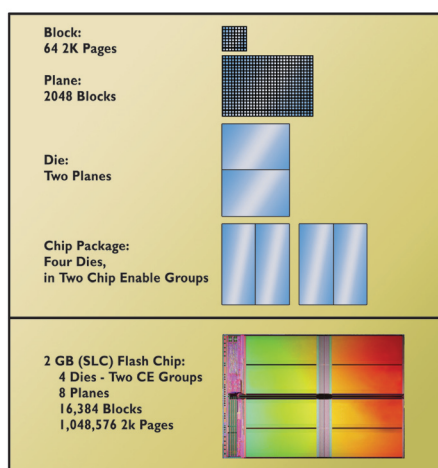 Block:
64 2K Pages
Plane:
2048 Blocks
Die:
Two Planes
Chip Package:
Four Dies,
in Two Chip Enable Groups
2 GB (SLC) Flash Chip:
4 Dies - Two CE Groups
8 Planes
16,384 Blocks
1,048,576 2k Pages